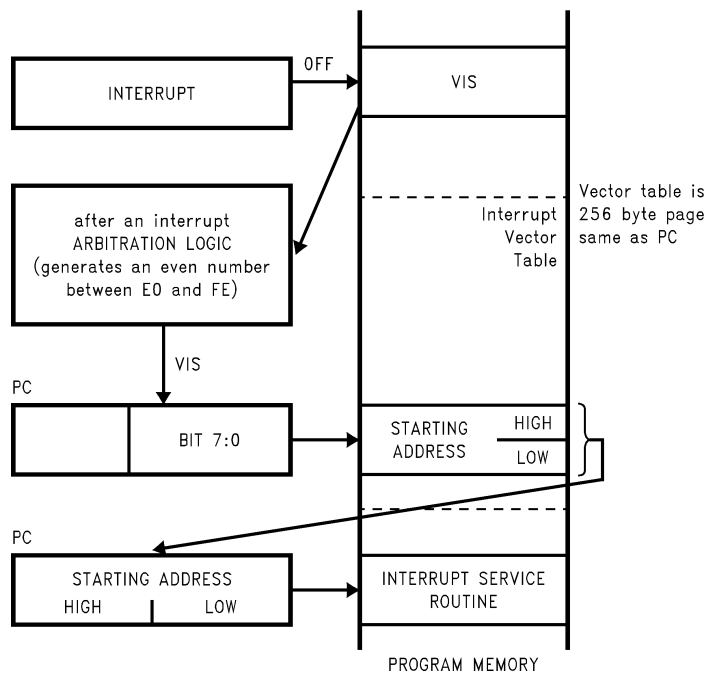 OFF
INTERRUPT
VIS
after an interrupt
ARBITRATION LOGIC
(generates an even number
between E0 and FE)
Interrupt
Vector
Table
Vector table is
256 byte page
same as PC
VIS
PC
BIT 7:0
STARTING
ADDRESS
HIGH
LOW
PC
STARTING ADDRESS
HIGH
LOW
INTERRUPT SERVICE
ROUTINE
PROGRAM MEMORY